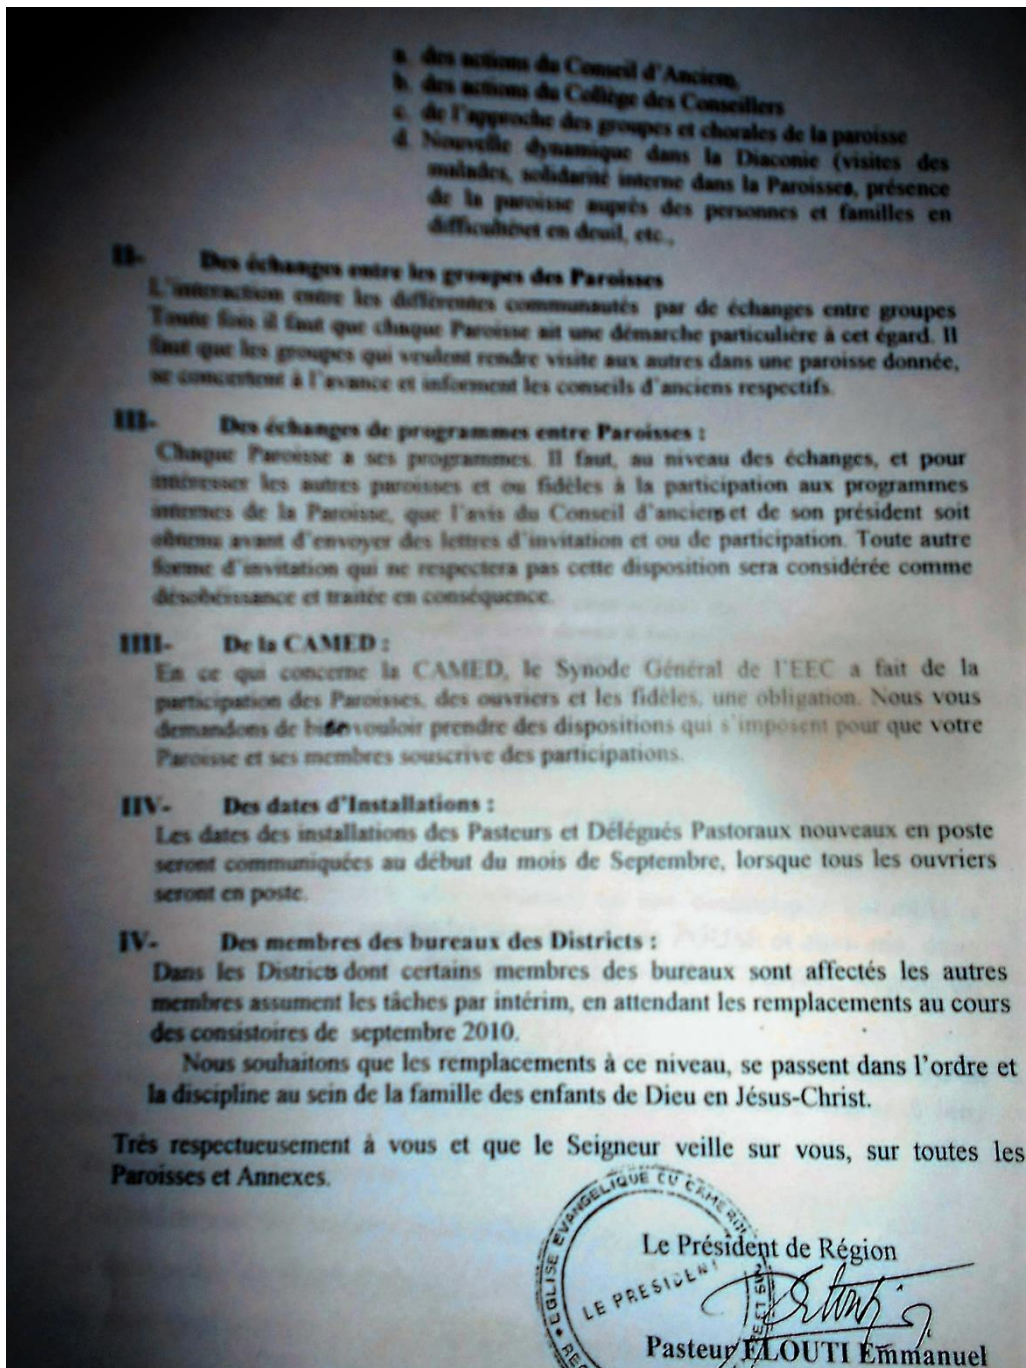 a. des actions du Conseil d'Anciens,
b. des actions du Collège des Conseillers
c. de l'approche des groupes et chorales de la paroisse
d. Nouvelle dynamique dans la Diaconie (visites des
malades, solidarité interne dans la Paroisses, présence
de la paroisse auprès des personnes et familles en
difficultéset en deuil, etc.,
II- Des échanges entre les groupes des Paroisses
L'interaction entre les différentes communautés par de échanges entre groupes
Toute fois il faut que chaque Paroisse ait une démarche particulière à cet égard. Il
faut que les groupes qui veulent rendre visite aux autres dans une paroisse donnée,
se concertent à l'avance et informent les conseils d'anciens respectifs.
III- Des échanges de programmes entre Paroisses :
Chaque Paroisse a ses programmes. Il faut, au niveau des échanges, et pour
intéresser les autres paroisses et ou fidèles à la participation aux programmes
internes de la Paroisse, que l'avis du Conseil d'anciens et de son président soit
obtenu avant d'envoyer des lettres d'invitation et ou de participation. Toute autre
forme d'invitation qui ne respectera pas cette disposition sera considérée comme
désobéissance et traitée en conséquence.
IIII- De la CAMED :
En ce qui concerne la CAMED, le Synode Général de l'EEC a fait de la
participation des Paroisses, des ouvriers et les fidèles, une obligation. Nous vous
demandons de bien vouloir prendre des dispositions qui s'imposent pour que votre
Paroisse et ses membres souscrive des participations.
IIV- Des dates d'Installations :
Les dates des installations des Pasteurs et Délégués Pastoraux nouveaux en poste
seront communiquées au début du mois de Septembre, lorsque tous les ouvriers
seront en poste.
IV- Des membres des bureaux des Districts :
Dans les Districts dont certains membres des bureaux sont affectés les autres
membres assument les tâches par intérim, en attendant les remplacements au cours
des consistoires de septembre 2010.
Nous souhaitons que les remplacements à ce niveau, se passent dans l'ordre et
la discipline au sein de la famille des enfants de Dieu en Jésus-Christ.
Très respectueusement à vous et que le Seigneur veille sur vous, sur toutes les
Paroisses et Annexes.
EGLISE EVANGELIQUE DU CAMEROUN
LE PRESIDENT
Le Président de Région
Pasteur ELOUTI Emmanuel